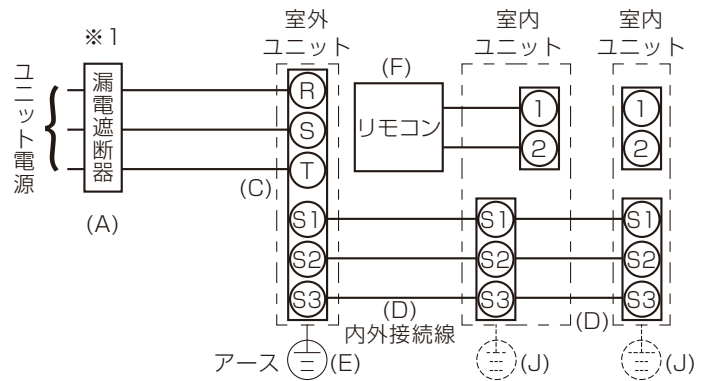 ※1
室外
ユニット
室内
ユニット
室内
ユニット
ユニット電源
漏電遮断器
(A)
(C)
R
S
T
S1
S2
S3
(F)
リモコン
1
2
S1
S2
S3
1
2
S1
S2
S3
(D)
内外接続線
(D)
アース
(E)
(J)
(J)